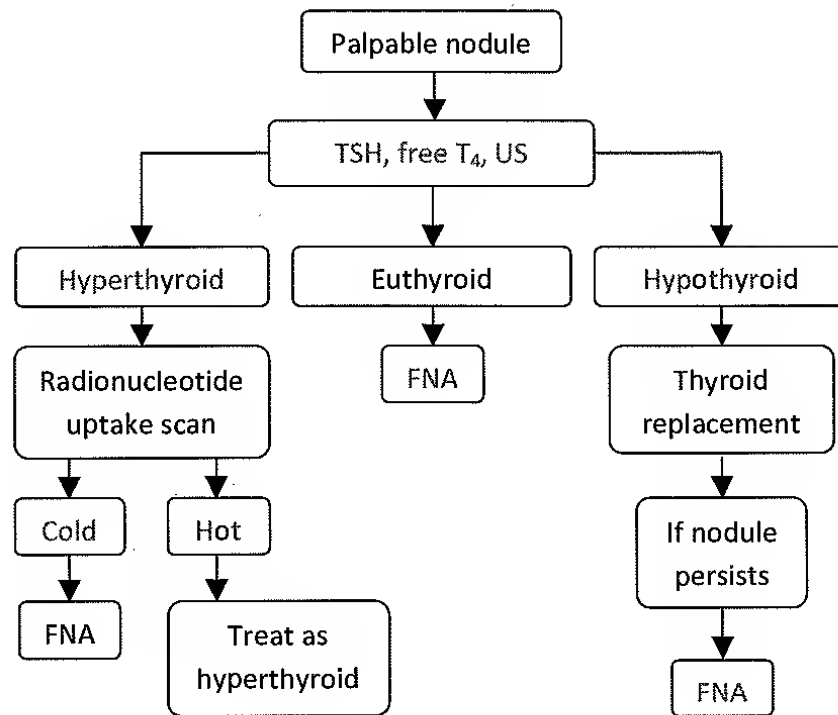 Palpable nodule
TSH, free T₄, US
Hyperthyroid
Euthyroid
Hypothyroid
Radionucleotide
uptake scan
FNA
Thyroid
replacement
Cold
Hot
If nodule
persists
FNA
Treat as
hyperthyroid
FNA